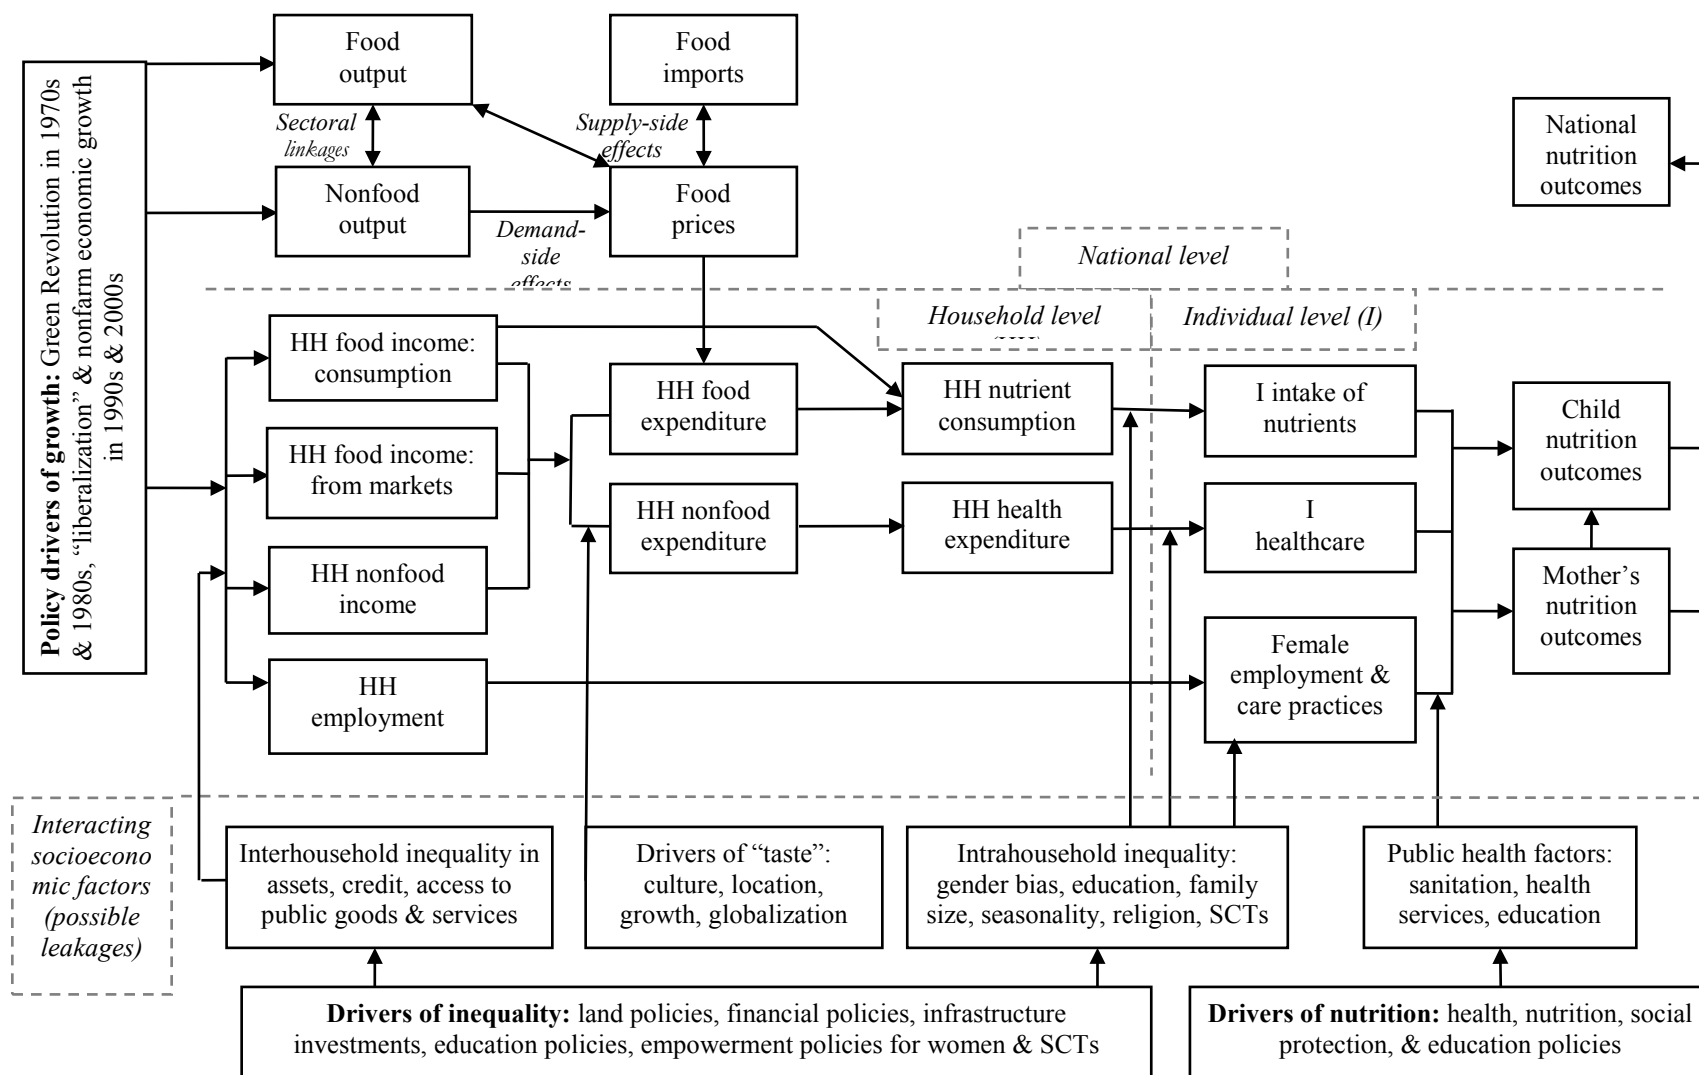 Policy drivers of growth: Green Revolution in 1970s
& 1980s, “liberalization” & nonfarm economic growth
in 1990s & 2000s
Food
output
Food
imports
Sectoral
linkages
Supply-side
effects
Nonfood
output
Food
prices
Demand-
side
effects
National
nutrition
outcomes
National level
Household level
Individual level (I)
HH food income:
consumption
HH food income:
from markets
HH nonfood
income
HH
employment
HH food
expenditure
HH nonfood
expenditure
HH nutrient
consumption
HH health
expenditure
I intake of
nutrients
I
healthcare
Female
employment &
care practices
Child
nutrition
outcomes
Mother’s
nutrition
outcomes
Interacting
socioecono
mic factors
(possible
leakages)
Interhousehold inequality in
assets, credit, access to
public goods & services
Drivers of “taste”:
culture, location,
growth, globalization
Intrahousehold inequality:
gender bias, education, family
size, seasonality, religion, SCTs
Public health factors:
sanitation, health
services, education
Drivers of inequality: land policies, financial policies, infrastructure
investments, education policies, empowerment policies for women & SCTs
Drivers of nutrition: health, nutrition, social
protection, & education policies